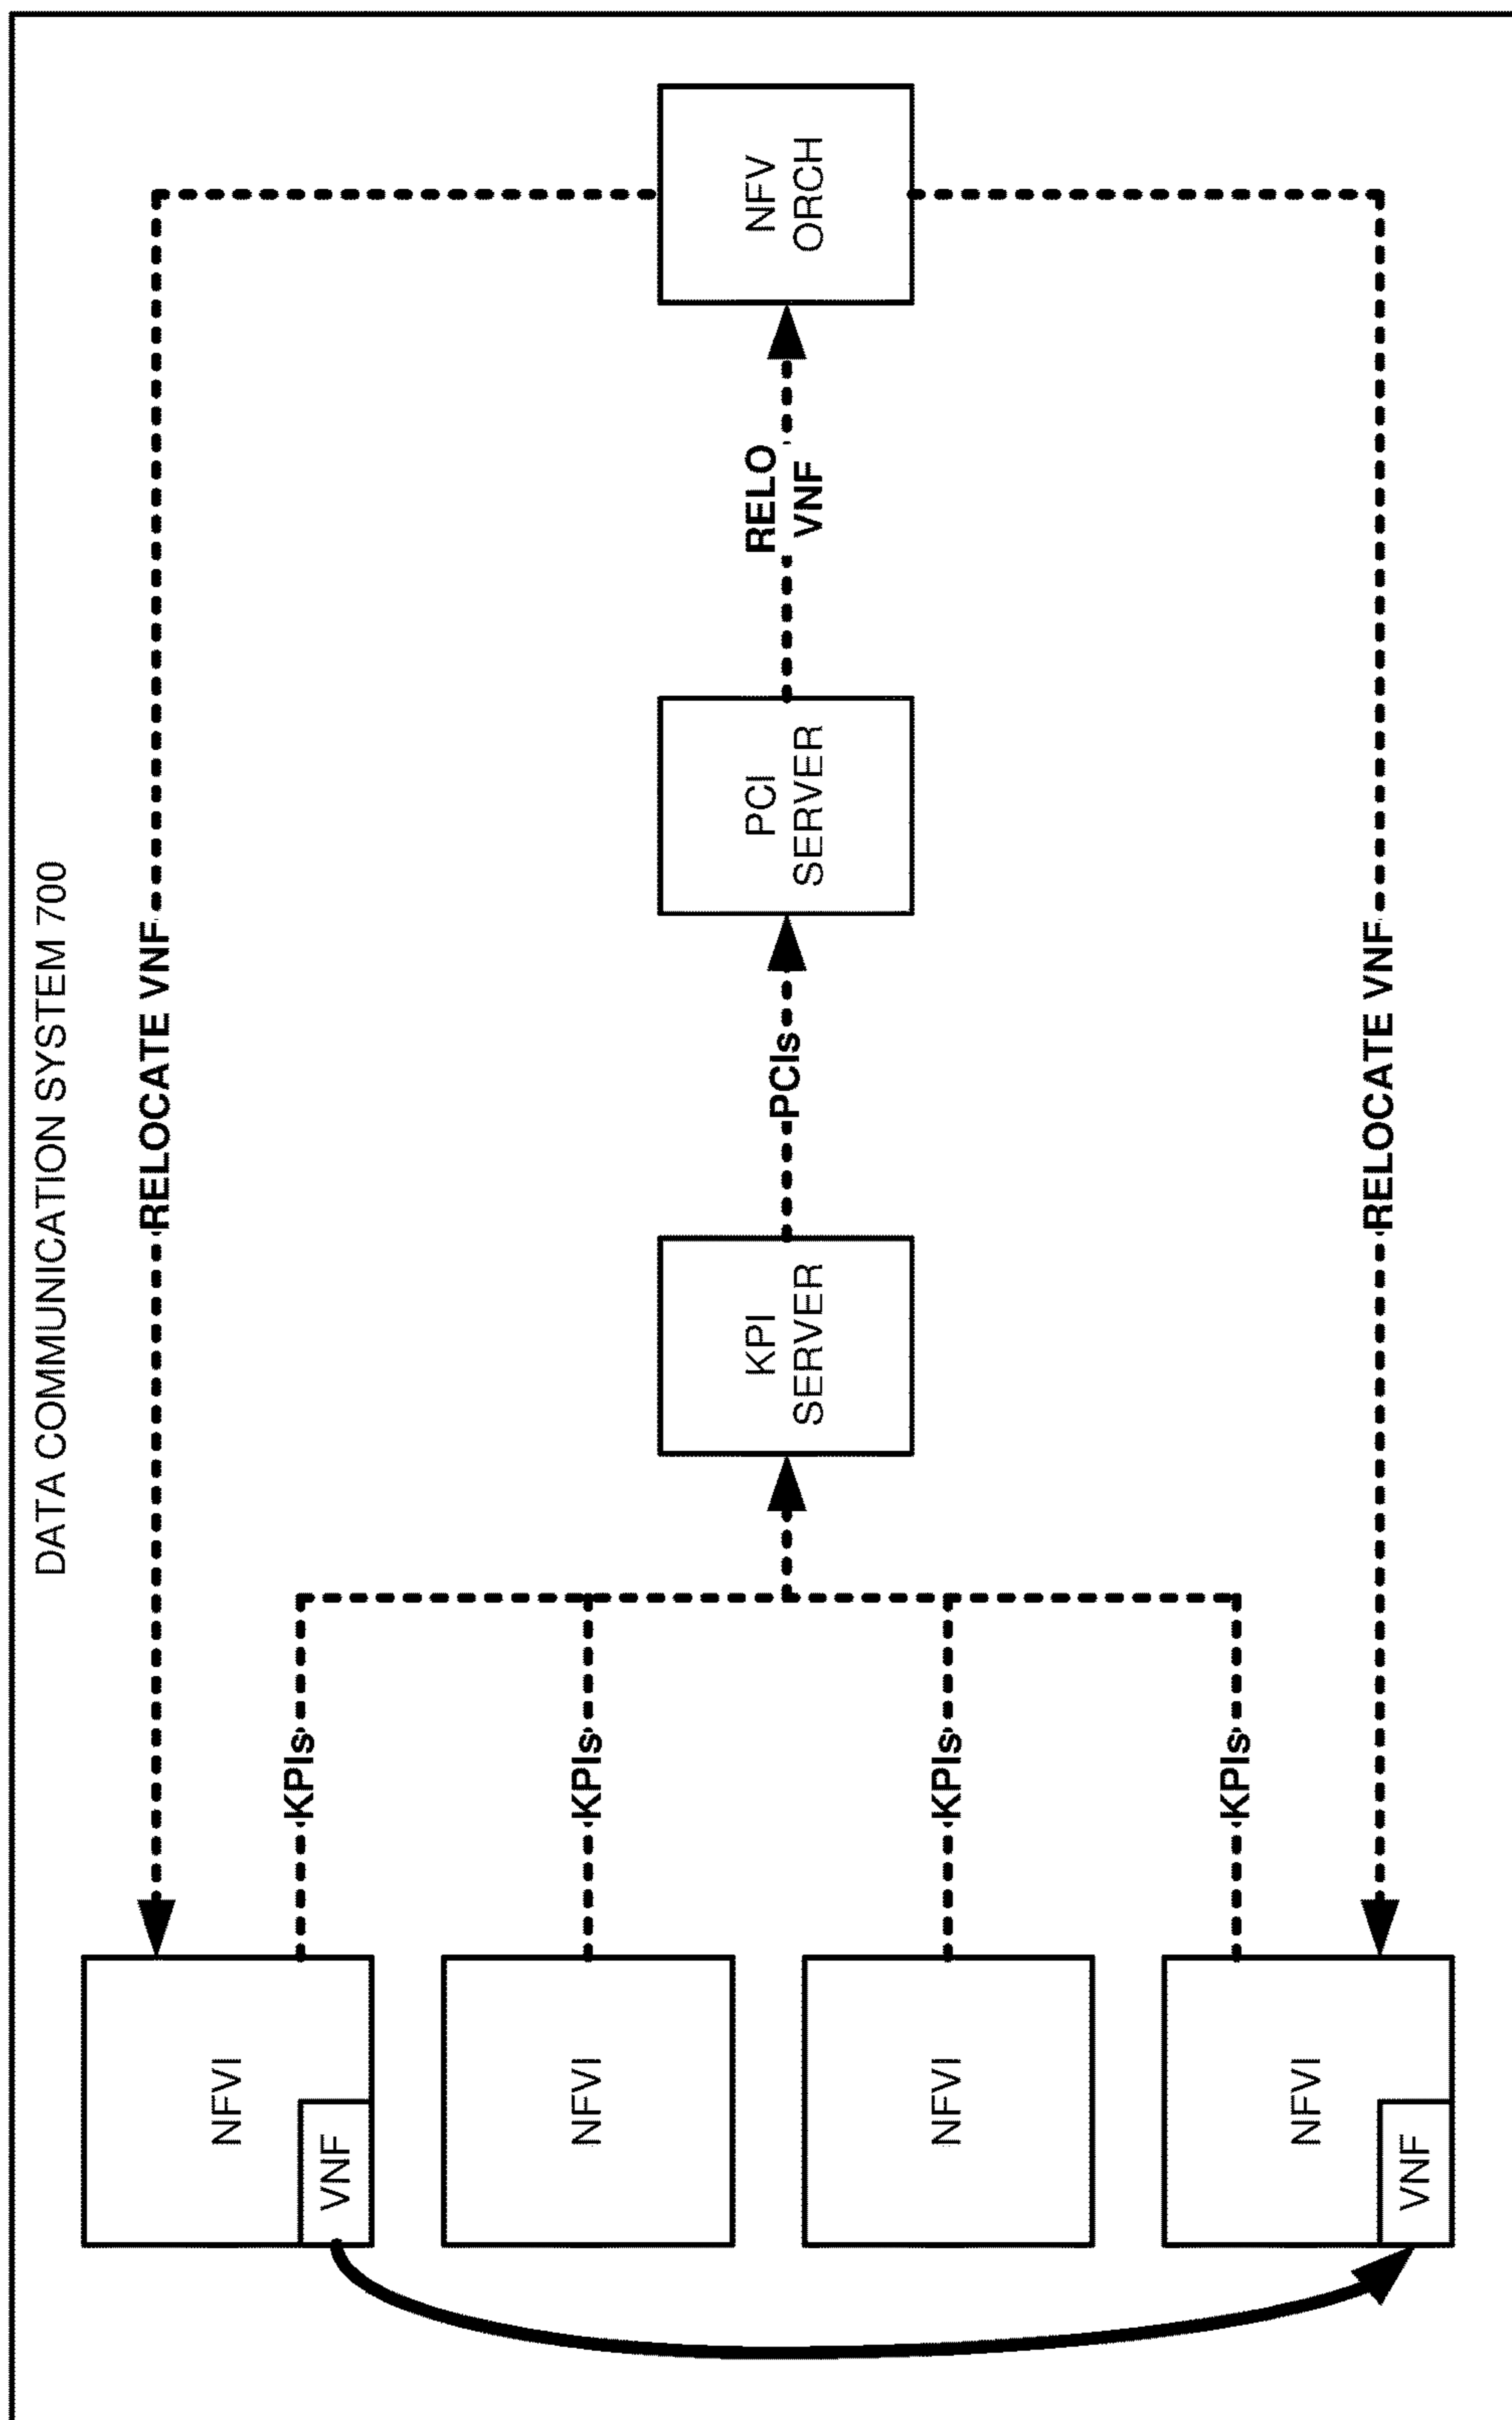 DATA COMMUNICATION SYSTEM 700
RELOCATE VNF
NFVI
KPIs
VNF
NFVI
KPIs
KPI
SERVER
PCIs
PCI
SERVER
RELO
VNF
NFV
ORCH
NFVI
KPIs
KPIs
NFVI
RELOCATE VNF
VNF